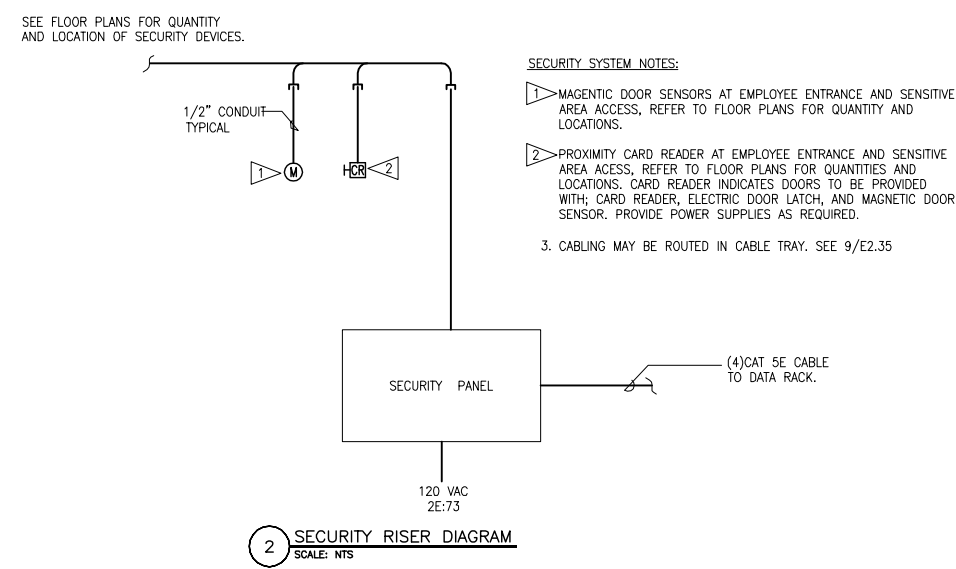 SEE FLOOR PLANS FOR QUANTITY
AND LOCATION OF SECURITY DEVICES.
1/2" CONDUIT
TYPICAL
1
M
CR
2
SECURITY SYSTEM NOTES:
1 MAGENTIC DOOR SENSORS AT EMPLOYEE ENTRANCE AND SENSITIVE
AREA ACCESS, REFER TO FLOOR PLANS FOR QUANTITY AND
LOCATIONS.
2 PROXIMITY CARD READER AT EMPLOYEE ENTRANCE AND SENSITIVE
AREA ACESS, REFER TO FLOOR PLANS FOR QUANTITIES AND
LOCATIONS. CARD READER INDICATES DOORS TO BE PROVIDED
WITH; CARD READER, ELECTRIC DOOR LATCH, AND MAGNETIC DOOR
SENSOR. PROVIDE POWER SUPPLIES AS REQUIRED.
3. CABLING MAY BE ROUTED IN CABLE TRAY. SEE 9/E2.35
SECURITY PANEL
(4)CAT 5E CABLE
TO DATA RACK.
120 VAC
2E:73
2 SECURITY RISER DIAGRAM
SCALE: NTS